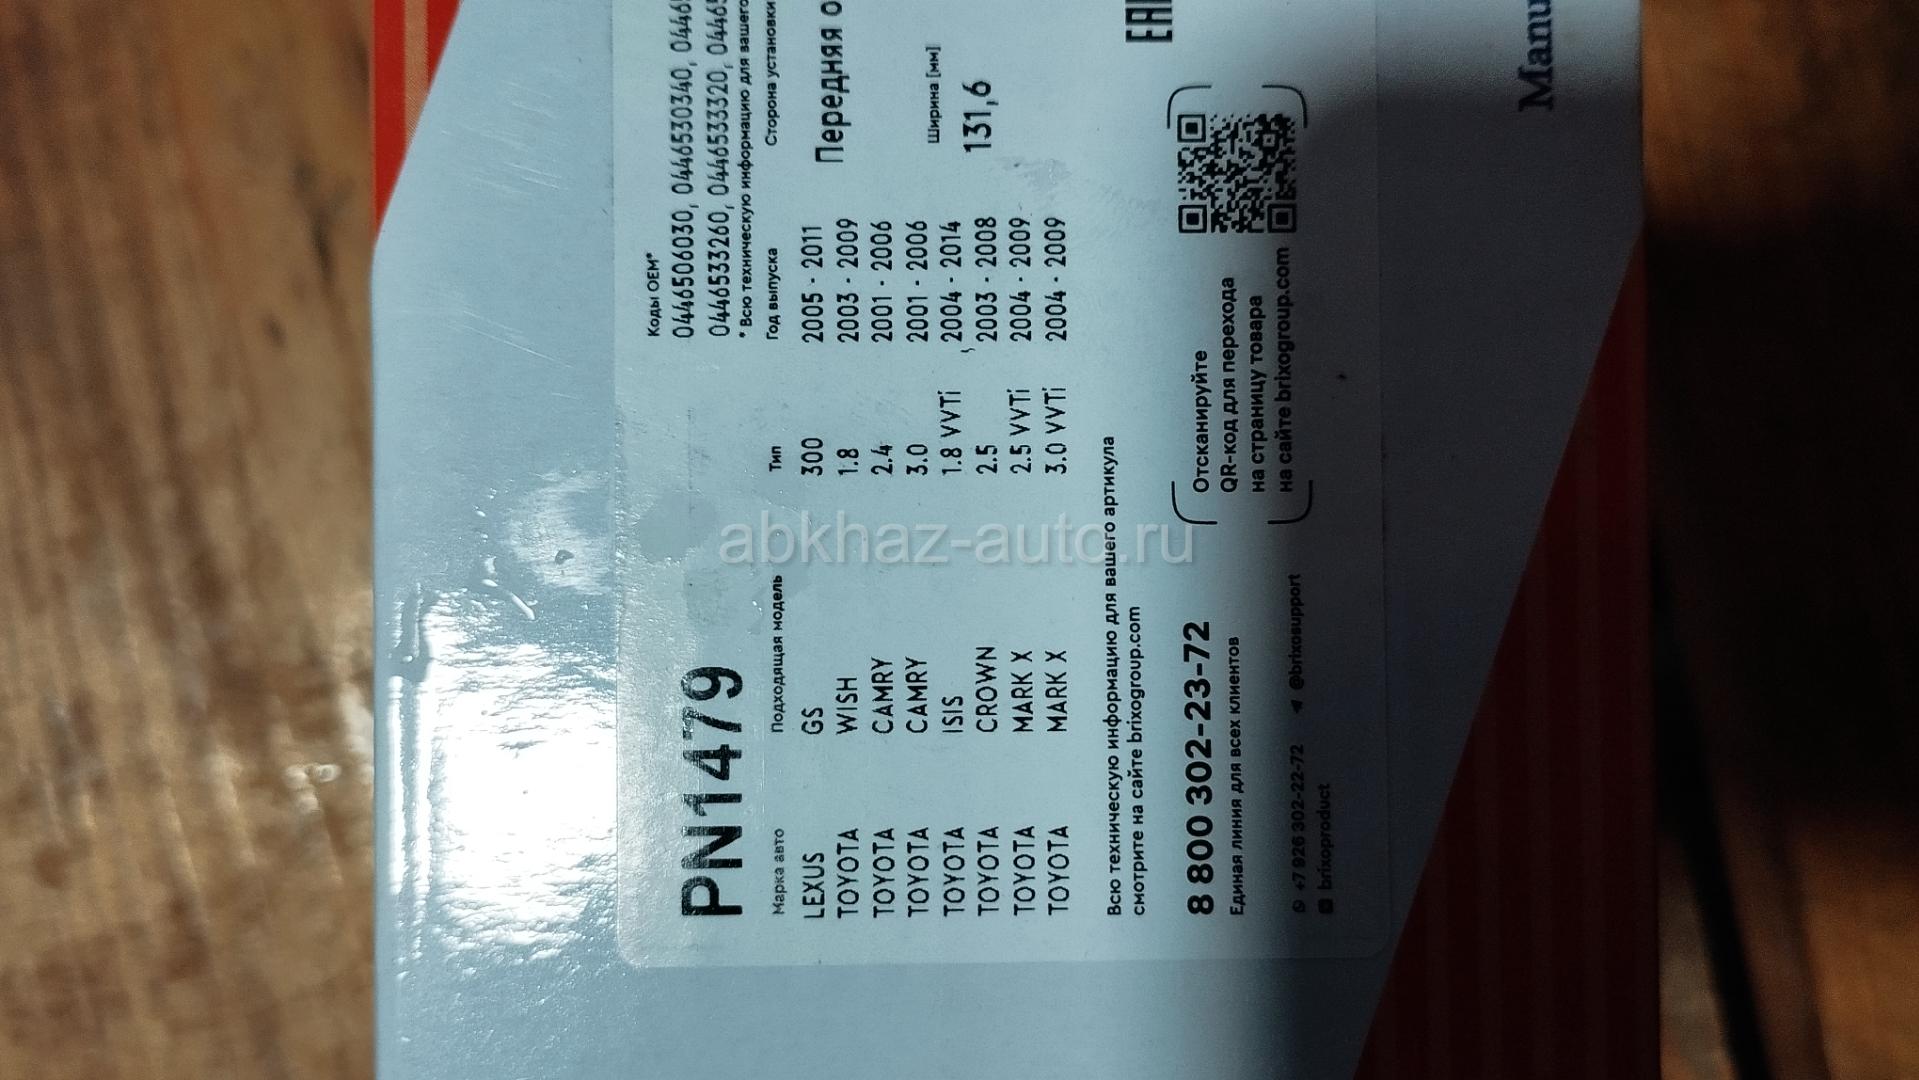 PN1479
Коды OEM*
0446506030, 0446530340, 04465
0446533260, 0446533320, 04465
* Всю техническую информацию для вашего
Марка авто Подходящая модель Тип Год выпуска Сторона установки
LEXUS GS 300 2005 - 2011 Передняя о
TOYOTA WISH 1.8 2003 - 2009
TOYOTA CAMRY 2.4 2001 - 2006
TOYOTA CAMRY 3.0 2001 - 2006 Ширина [мм]
TOYOTA ISIS 1.8 VVTi 2004 - 2014 131,6
TOYOTA CROWN 2.5 2003 - 2008
TOYOTA MARK X 2.5 VVTi 2004 - 2009
TOYOTA MARK X 3.0 VVTi 2004 - 2009
Всю техническую информацию для вашего артикула
смотрите на сайте brixogroup.com
8 800 302-23-72
Единая линия для всех клиентов
+7 926 302-22-72 @brixosupport
brixoproduct
Отсканируйте
QR-код для перехода
на страницу товара
на сайте brixogroup.com
EAC
Manu
abkhaz-auto.ru